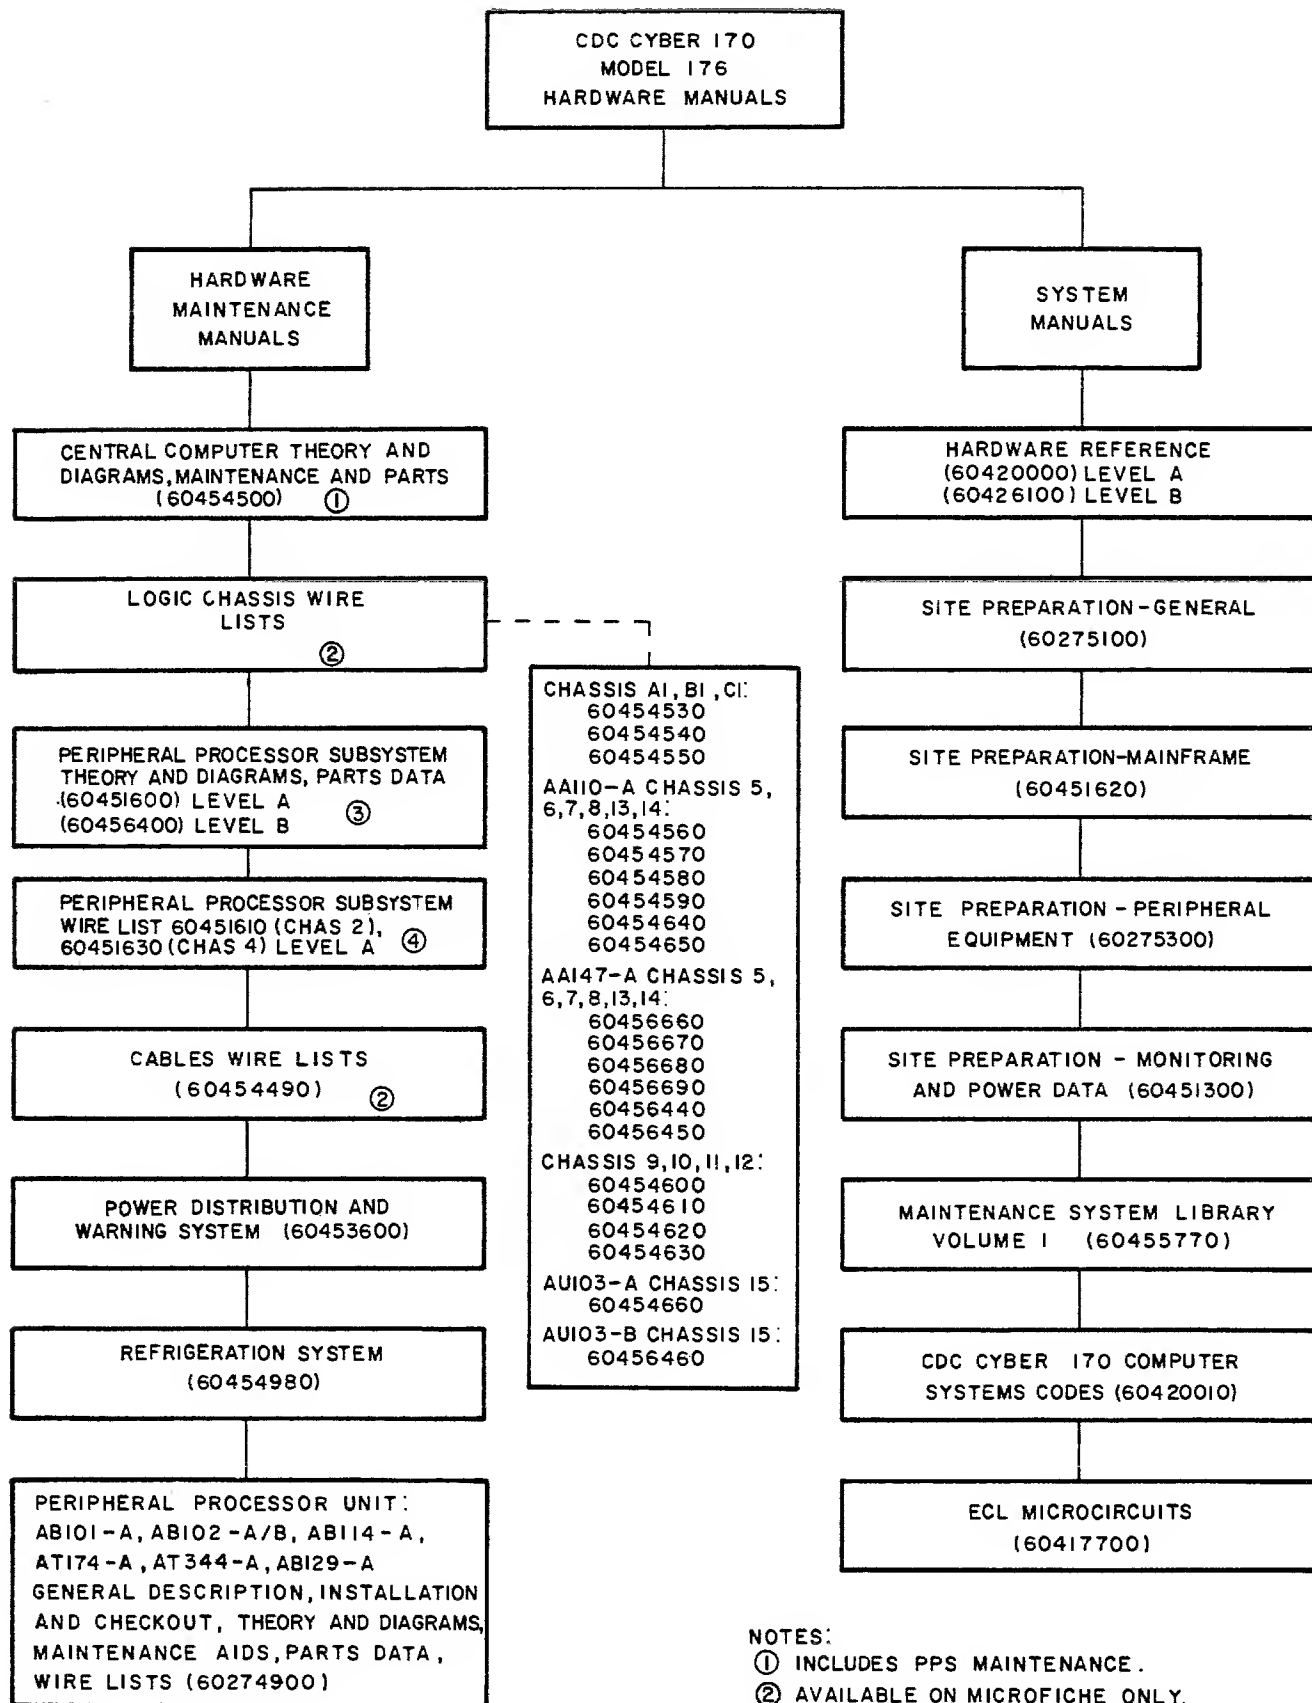 CDC CYBER 170
MODEL 176
HARDWARE MANUALS
HARDWARE
MAINTENANCE
MANUALS
CENTRAL COMPUTER THEORY AND
DIAGRAMS, MAINTENANCE AND PARTS
(60454500) ①
LOGIC CHASSIS WIRE
LISTS
②
PERIPHERAL PROCESSOR SUBSYSTEM
THEORY AND DIAGRAMS, PARTS DATA
(60451600) LEVEL A
(60456400) LEVEL B ③
PERIPHERAL PROCESSOR SUBSYSTEM
WIRE LIST 60451610 (CHAS 2),
60451630 (CHAS 4) LEVEL A ④
CABLES WIRE LISTS
(60454490) ②
POWER DISTRIBUTION AND
WARNING SYSTEM (60453600)
REFRIGERATION SYSTEM
(60454980)
PERIPHERAL PROCESSOR UNIT:
AB101-A, AB102-A/B, AB114-A,
AT174-A, AT344-A, AB129-A
GENERAL DESCRIPTION, INSTALLATION
AND CHECKOUT, THEORY AND DIAGRAMS,
MAINTENANCE AIDS, PARTS DATA,
WIRE LISTS (60274900)
CHASSIS A1, B1, C1:
60454530
60454540
60454550
AA110-A CHASSIS 5,
6,7,8,13,14:
60454560
60454570
60454580
60454590
60454640
60454650
AA147-A CHASSIS 5,
6,7,8,13,14:
60456660
60456670
60456680
60456690
60456440
60456450
CHASSIS 9,10,11,12:
60454600
60454610
60454620
60454630
AU103-A CHASSIS 15:
60454660
AU103-B CHASSIS 15:
60456460
SYSTEM
MANUALS
HARDWARE REFERENCE
(60420000) LEVEL A
(60426100) LEVEL B
SITE PREPARATION-GENERAL
(60275100)
SITE PREPARATION-MAINFRAME
(60451620)
SITE PREPARATION - PERIPHERAL
EQUIPMENT (60275300)
SITE PREPARATION - MONITORING
AND POWER DATA (60451300)
MAINTENANCE SYSTEM LIBRARY
VOLUME 1 (60455770)
CDC CYBER 170 COMPUTER
SYSTEMS CODES (60420010)
ECL MICROCIRCUITS
(60417700)
NOTES:
① INCLUDES PPS MAINTENANCE.
② AVAILABLE ON MICROFICHE ONLY.